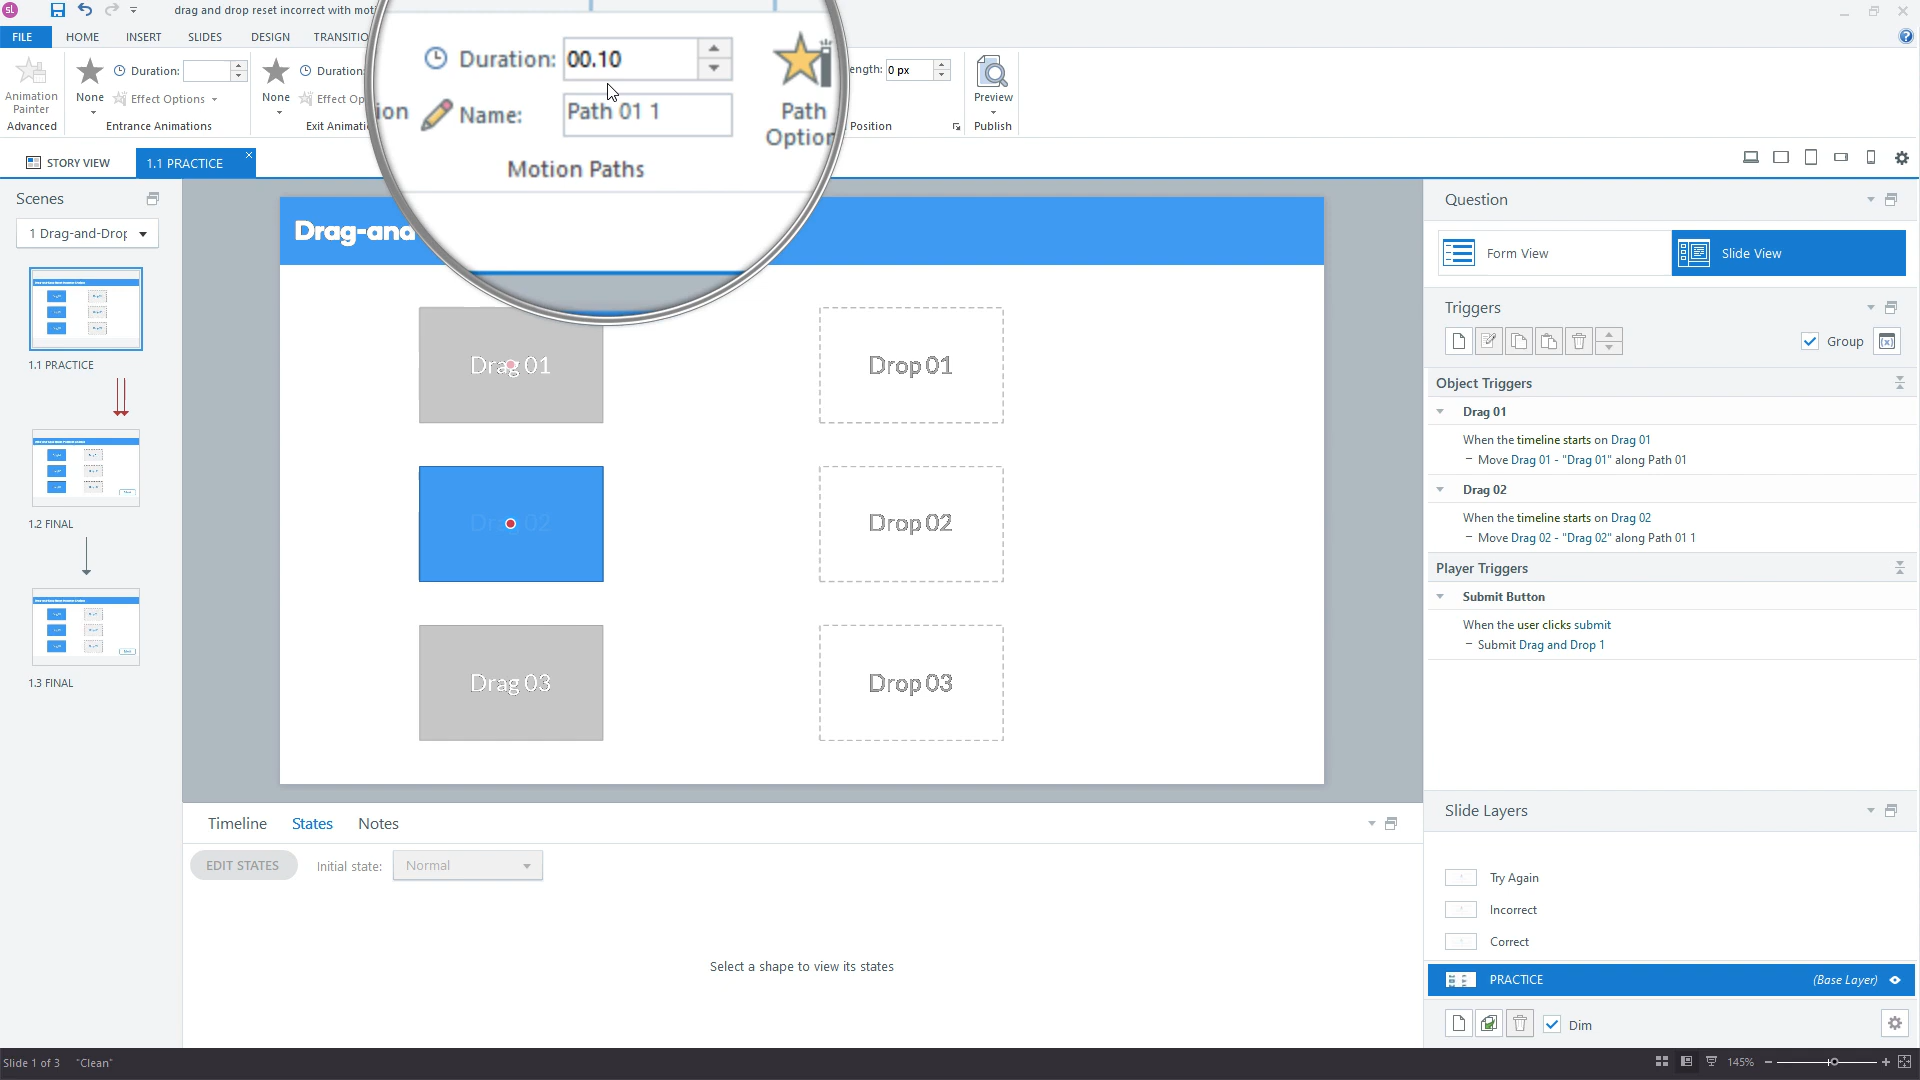 sL
drag and drop reset incorrect with moti
FILE
HOME
INSERT
SLIDES
DESIGN
TRANSITIO
Animation
Painter
Advanced
None
Duration:
Effect Options
Entrance Animations
None
Duration:
Effect Op
Exit Animati
ion
Duration:
00.10
Name:
Path 01 1
Motion Paths
Path
Option
ength:
0 px
Position
Preview
Publish
STORY VIEW
1.1 PRACTICE
Scenes
1 Drag-and-Drop
1.1 PRACTICE
1.2 FINAL
1.3 FINAL
Drag-and
Drag 01
Drop 01
Drag 02
Drop 02
Drag 03
Drop 03
Timeline
States
Notes
EDIT STATES
Initial state:
Normal
Select a shape to view its states
Question
Form View
Slide View
Triggers
Group
Object Triggers
Drag 01
When the timeline starts on Drag 01
– Move Drag 01 - "Drag 01" along Path 01
Drag 02
When the timeline starts on Drag 02
– Move Drag 02 - "Drag 02" along Path 01 1
Player Triggers
Submit Button
When the user clicks submit
– Submit Drag and Drop 1
Slide Layers
Try Again
Incorrect
Correct
PRACTICE
(Base Layer)
Dim
Slide 1 of 3
"Clean"
145%